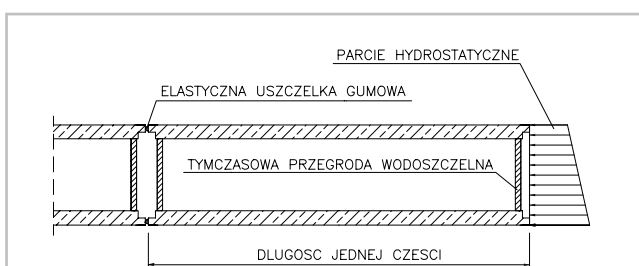 PARCIE HYDROSTATYCZNE
ELASTYCZNA USZCZELKA GUMOWA
TYMCZASOWA PRZEGRODA WODOSZCZELNA
DLUGOSC JEDNEJ CZESCI